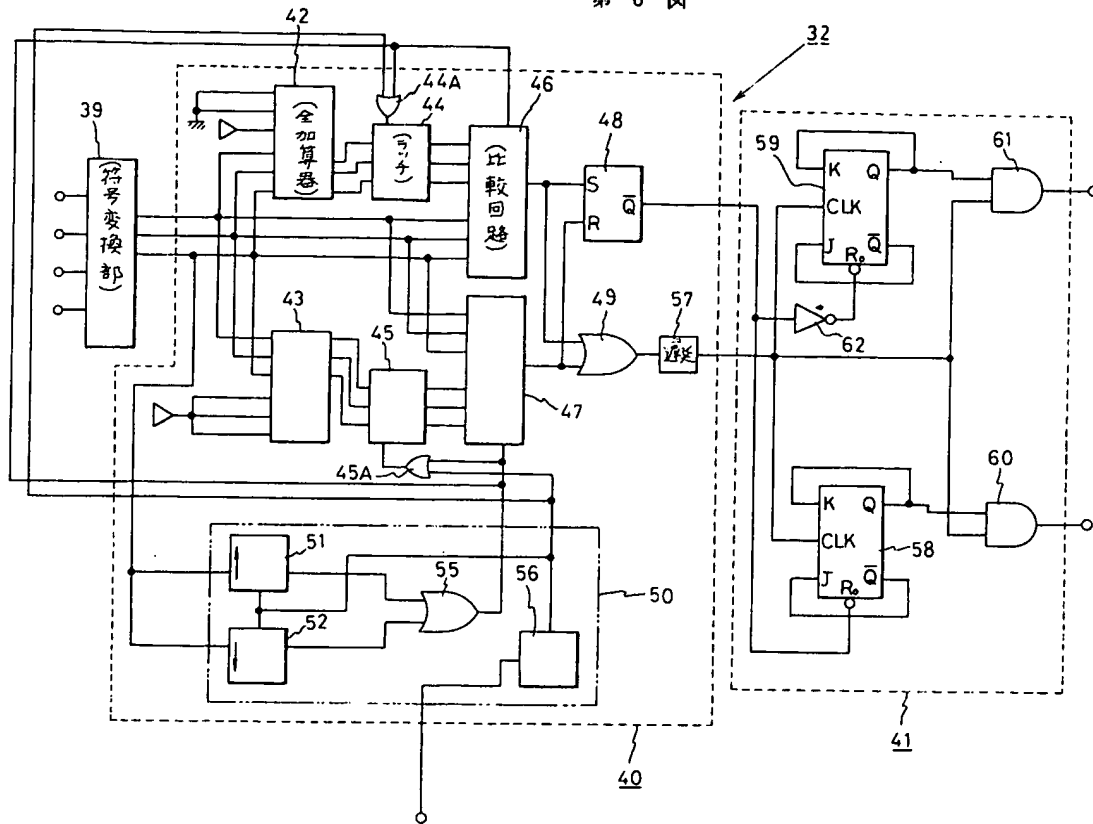 第 6 図
42
32
44A
44
46
39
(符号変換部)
(全加算器)
(ラッチ)
(比較回路)
48
S
R
Q̅
59
K
Q
CLK
J
Q̅
R₀
61
62
43
45
47
49
57
遅延
45A
60
K
Q
CLK
58
J
Q̅
R₀
51
52
55
56
50
40
41